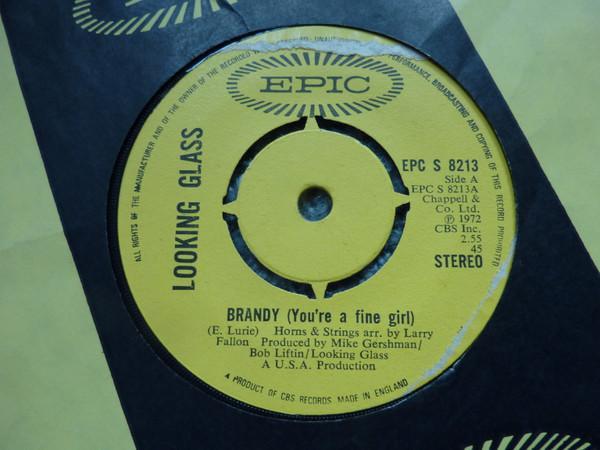 ALL RIGHTS OF THE MANUFACTURER AND OF THE OWNER OF THE RECORDED
PERFORMANCE, BROADCASTING AND COPYING OF THIS RECORD PROHIBITED
EPIC
LOOKING GLASS
EPC S 8213
Side A
EPC S 8213A
Chappell &
Co. Ltd.
℗ 1972
CBS Inc.
2.55
45
STEREO
BRANDY (You're a fine girl)
(E. Lurie) Horns & Strings arr. by Larry
Fallon Produced by Mike Gershman/
Bob Liftin/Looking Glass
A U.S.A. Production
A PRODUCT OF CBS RECORDS MADE IN ENGLAND